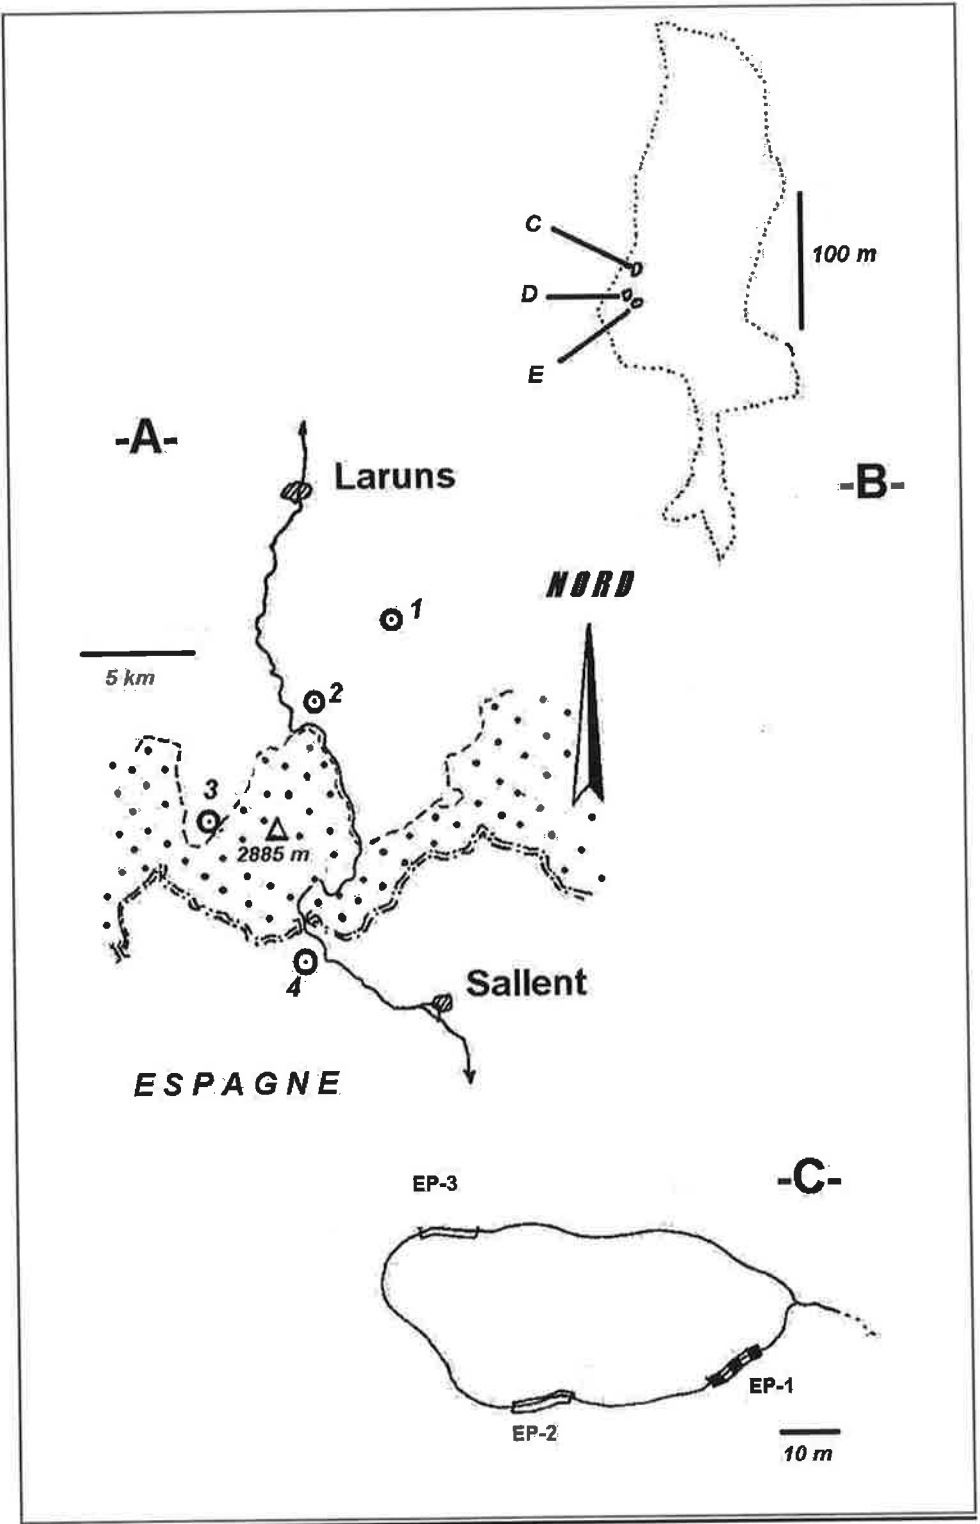 C
100 m
D
E
-A-
Laruns
-B-
NORD
1
5 km
2
3
2885 m
4
Sallent
ESPAGNE
-C-
EP-3
EP-1
EP-2
10 m